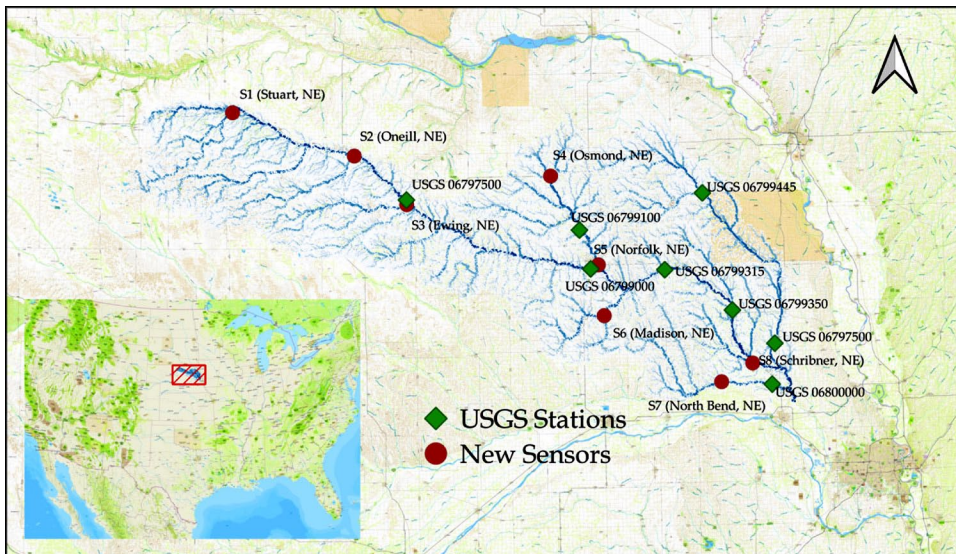 S1 (Stuart, NE)
S2 (Oneill, NE)
S4 (Osmond, NE)
USGS 06797500
USGS 06799445
S3 (Ewing, NE)
USGS 06799100
S5 (Norfolk, NE)
USGS 06799315
USGS 06799000
USGS 06799350
S6 (Madison, NE)
USGS 06797500
S8 (Schribner, NE)
USGS 06800000
S7 (North Bend, NE)
USGS Stations
New Sensors